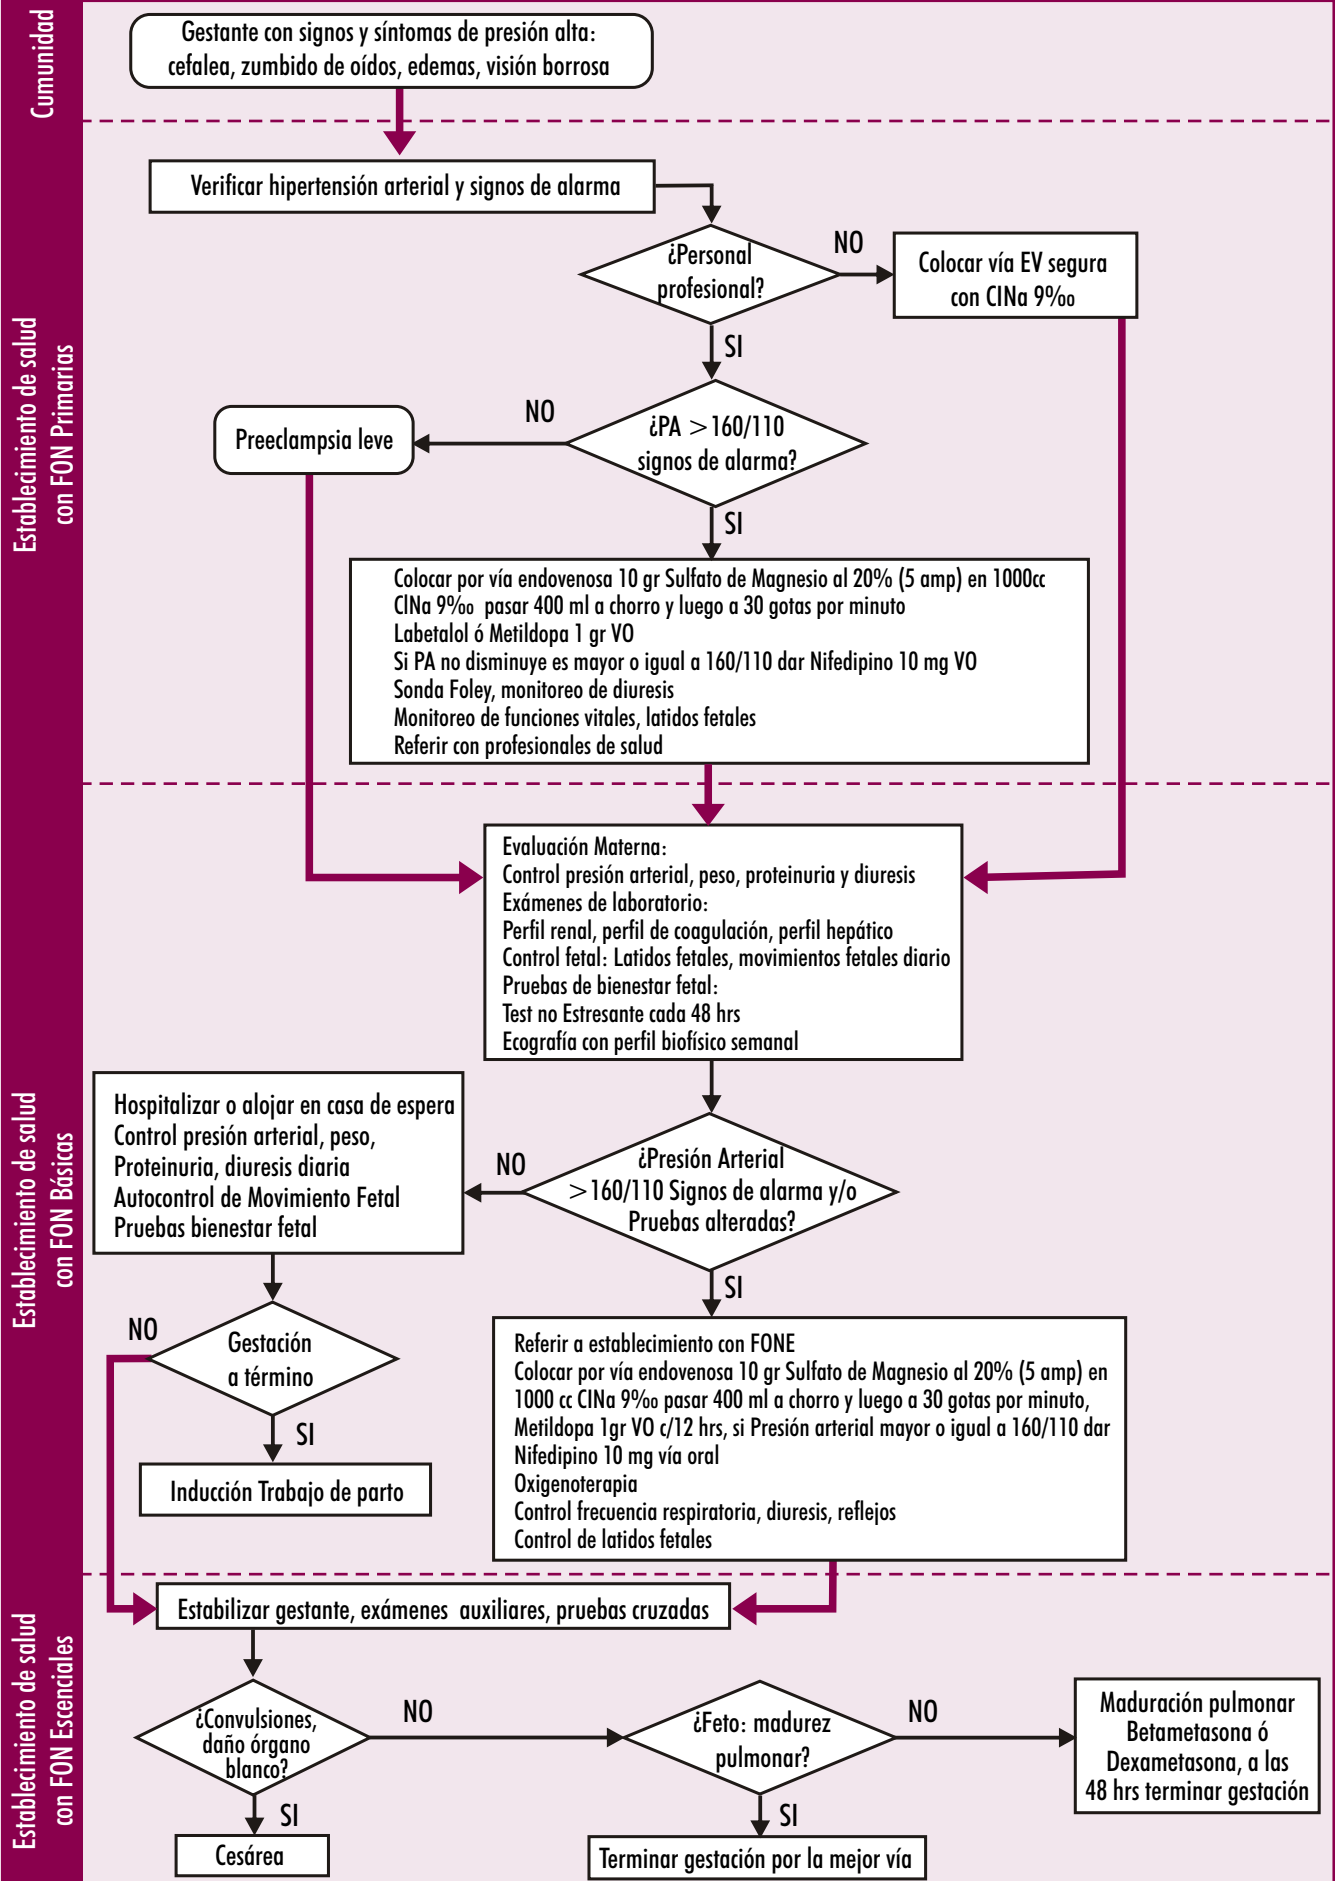 Cumunidad
Gestante con signos y síntomas de presión alta:
cefalea, zumbido de oídos, edemas, visión borrosa
Establecimiento de salud
con FON Primarias
Verificar hipertensión arterial y signos de alarma
¿Personal
profesional?
NO
Colocar vía EV segura
con ClNa 9‰
SI
¿PA >160/110
signos de alarma?
NO
Preeclampsia leve
SI
Colocar por vía endovenosa 10 gr Sulfato de Magnesio al 20% (5 amp) en 1000cc
ClNa 9‰ pasar 400 ml a chorro y luego a 30 gotas por minuto
Labetalol ó Metildopa 1 gr VO
Si PA no disminuye es mayor o igual a 160/110 dar Nifedipino 10 mg VO
Sonda Foley, monitoreo de diuresis
Monitoreo de funciones vitales, latidos fetales
Referir con profesionales de salud
Establecimiento de salud
con FON Básicas
Evaluación Materna:
Control presión arterial, peso, proteinuria y diuresis
Exámenes de laboratorio:
Perfil renal, perfil de coagulación, perfil hepático
Control fetal: Latidos fetales, movimientos fetales diario
Pruebas de bienestar fetal:
Test no Estresante cada 48 hrs
Ecografía con perfil biofísico semanal
¿Presión Arterial
>160/110 Signos de alarma y/o
Pruebas alteradas?
NO
Hospitalizar o alojar en casa de espera
Control presión arterial, peso,
Proteinuria, diuresis diaria
Autocontrol de Movimiento Fetal
Pruebas bienestar fetal
SI
NO
Gestación
a término
SI
Inducción Trabajo de parto
Referir a establecimiento con FONE
Colocar por vía endovenosa 10 gr Sulfato de Magnesio al 20% (5 amp) en
1000 cc ClNa 9‰ pasar 400 ml a chorro y luego a 30 gotas por minuto,
Metildopa 1gr VO c/12 hrs, si Presión arterial mayor o igual a 160/110 dar
Nifedipino 10 mg vía oral
Oxigenoterapia
Control frecuencia respiratoria, diuresis, reflejos
Control de latidos fetales
Establecimiento de salud
con FON Escenciales
Estabilizar gestante, exámenes auxiliares, pruebas cruzadas
¿Convulsiones,
daño órgano
blanco?
NO
¿Feto: madurez
pulmonar?
NO
Maduración pulmonar
Betametasona ó
Dexametasona, a las
48 hrs terminar gestación
SI
Cesárea
SI
Terminar gestación por la mejor vía